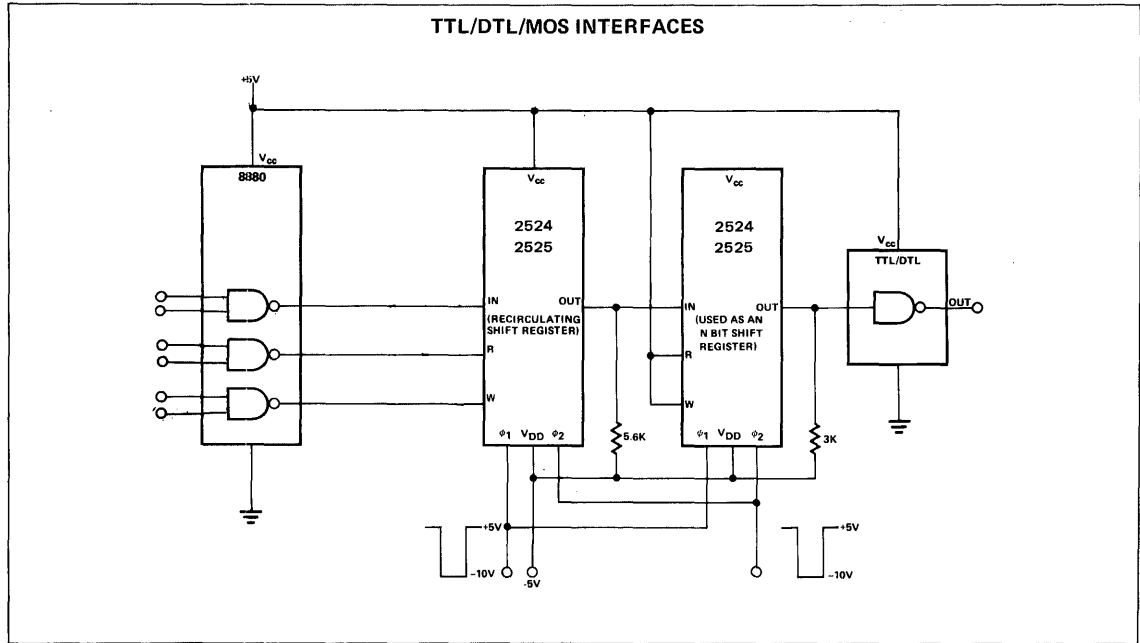 TTL/DTL/MOS INTERFACES
+5V
Vcc
8880
Vcc
2524
2525
IN
OUT
(RECIRCULATING
SHIFT REGISTER)
R
W
ϕ1 VDD ϕ2
5.6K
Vcc
2524
2525
IN
OUT
(USED AS AN
N BIT SHIFT
REGISTER)
R
W
ϕ1 VDD ϕ2
3K
Vcc
TTL/DTL
OUT
+5V
-10V
-5V
+5V
-10V